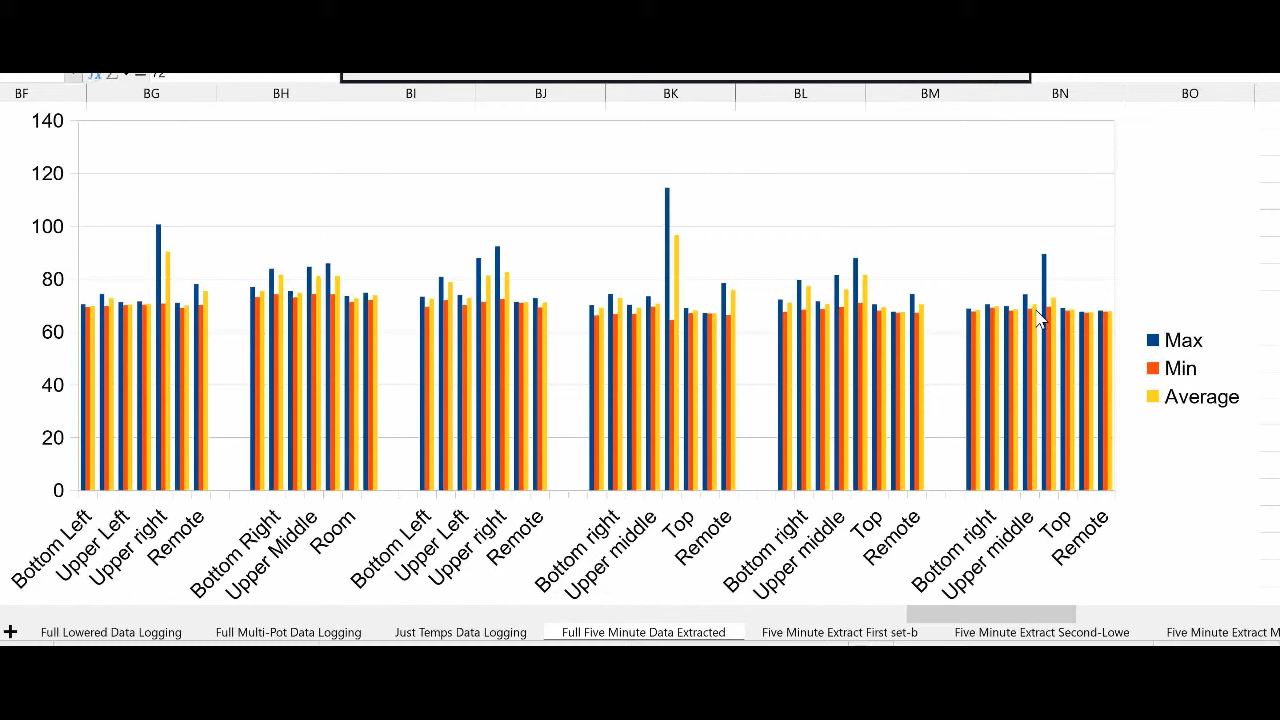 BF BG BH BI BJ BK BL BM BN BO
140
120
100
80
60
40
20
0
Max
Min
Average
Bottom Left Upper Left Upper right Remote Bottom Right Upper Middle Room Bottom Left Upper Left Upper right Remote Bottom right Upper middle Top Remote Bottom right Upper middle Top Remote Bottom right Upper middle Top Remote
+ Full Lowered Data Logging Full Multi-Pot Data Logging Just Temps Data Logging Full Five Minute Data Extracted Five Minute Extract First set-b Five Minute Extract Second-Lowe Five Minute Extract M